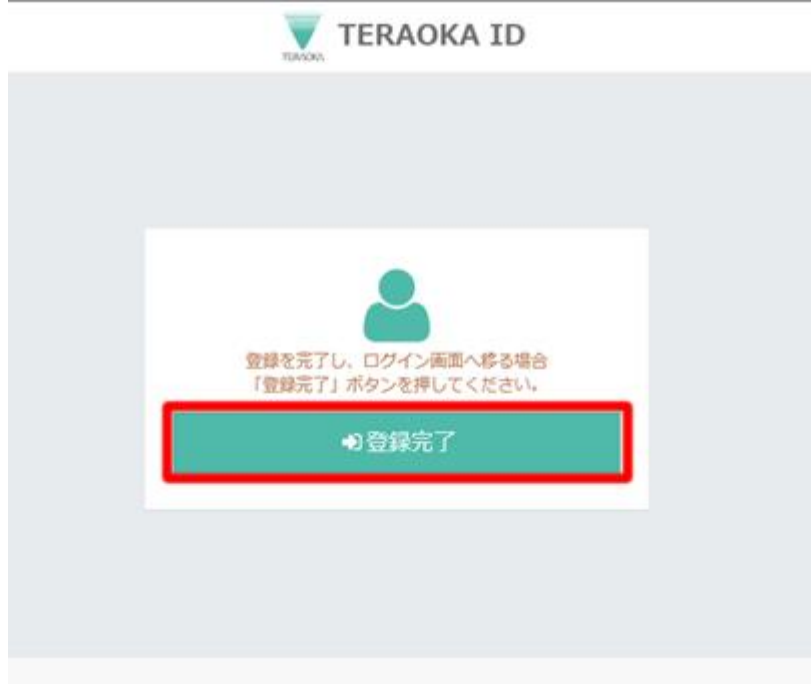 TERAOKA
TERAOKA ID
登録を完了し、ログイン画面へ移る場合
「登録完了」ボタンを押してください。
登録完了